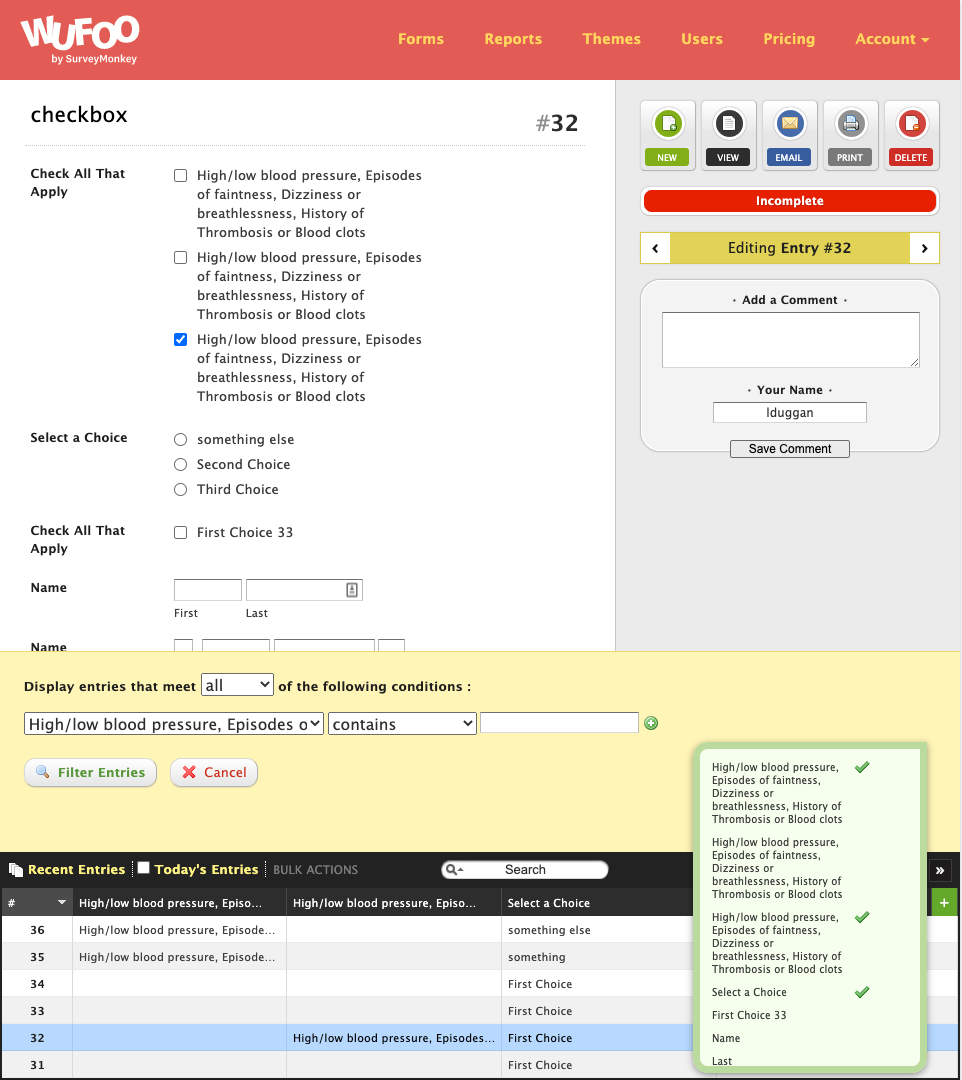 WUFOO
by SurveyMonkey
Forms Reports Themes Users Pricing Account
checkbox
#32
Check All That
Apply
High/low blood pressure, Episodes
of faintness, Dizziness or
breathlessness, History of
Thrombosis or Blood clots
High/low blood pressure, Episodes
of faintness, Dizziness or
breathlessness, History of
Thrombosis or Blood clots
High/low blood pressure, Episodes
of faintness, Dizziness or
breathlessness, History of
Thrombosis or Blood clots
Select a Choice
something else
Second Choice
Third Choice
Check All That
Apply
First Choice 33
Name
First Last
Name
NEW VIEW EMAIL PRINT DELETE
Incomplete
Editing Entry #32
· Add a Comment ·
· Your Name ·
lduggan
Save Comment
Display entries that meet all of the following conditions :
High/low blood pressure, Episodes o contains
Filter Entries Cancel
Recent Entries Today's Entries BULK ACTIONS Search »
# High/low blood pressure, Episo... High/low blood pressure, Episo... Select a Choice +
36 High/low blood pressure, Episode... something else
35 High/low blood pressure, Episode... something
34 First Choice
33 First Choice
32 High/low blood pressure, Episodes... First Choice
31 First Choice
High/low blood pressure,
Episodes of faintness,
Dizziness or
breathlessness, History of
Thrombosis or Blood clots
High/low blood pressure,
Episodes of faintness,
Dizziness or
breathlessness, History of
Thrombosis or Blood clots
High/low blood pressure,
Episodes of faintness,
Dizziness or
breathlessness, History of
Thrombosis or Blood clots
Select a Choice
First Choice 33
Name
Last